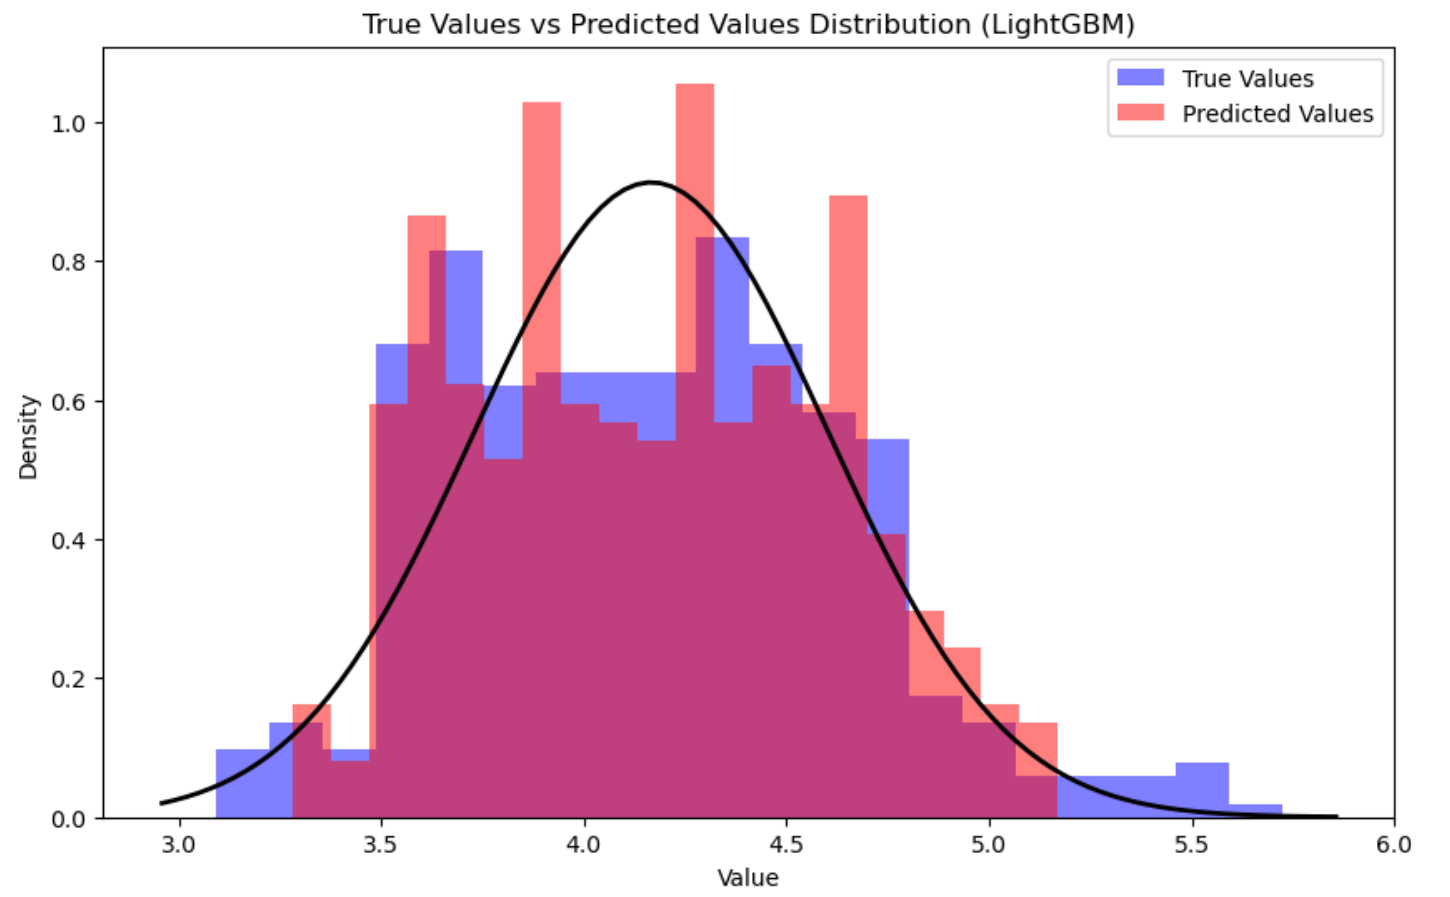 True Values vs Predicted Values Distribution (LightGBM)
True Values
Predicted Values
Density
1.0
0.8
0.6
0.4
0.2
0.0
3.0 3.5 4.0 4.5 5.0 5.5 6.0
Value